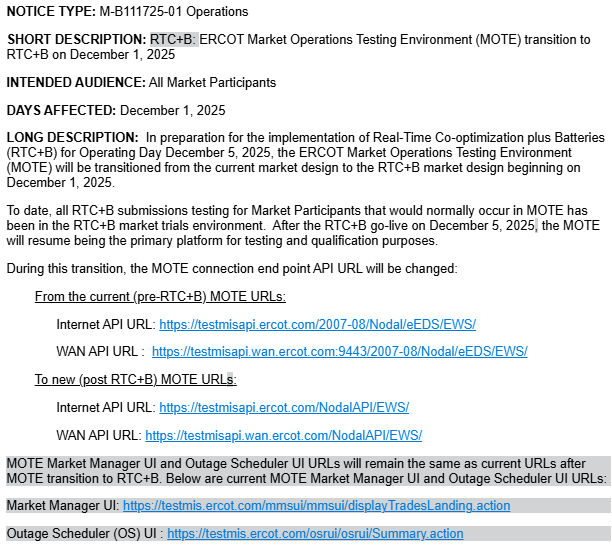 NOTICE TYPE: M-B111725-01 Operations
SHORT DESCRIPTION: RTC+B: ERCOT Market Operations Testing Environment (MOTE) transition to
RTC+B on December 1, 2025
INTENDED AUDIENCE: All Market Participants
DAYS AFFECTED: December 1, 2025
LONG DESCRIPTION:  In preparation for the implementation of Real-Time Co-optimization plus Batteries
(RTC+B) for Operating Day December 5, 2025, the ERCOT Market Operations Testing Environment
(MOTE) will be transitioned from the current market design to the RTC+B market design beginning on
December 1, 2025.
To date, all RTC+B submissions testing for Market Participants that would normally occur in MOTE has
been in the RTC+B market trials environment.  After the RTC+B go-live on December 5, 2025, the MOTE
will resume being the primary platform for testing and qualification purposes.
During this transition, the MOTE connection end point API URL will be changed:
From the current (pre-RTC+B) MOTE URLs:
Internet API URL: https://testmisapi.ercot.com/2007-08/Nodal/eEDS/EWS/
WAN API URL :  https://testmisapi.wan.ercot.com:9443/2007-08/Nodal/eEDS/EWS/
To new (post RTC+B) MOTE URLs:
Internet API URL: https://testmisapi.ercot.com/NodalAPI/EWS/
WAN API URL: https://testmisapi.wan.ercot.com/NodalAPI/EWS/
MOTE Market Manager UI and Outage Scheduler UI URLs will remain the same as current URLs after
MOTE transition to RTC+B. Below are current MOTE Market Manager UI and Outage Scheduler UI URLs:
Market Manager UI: https://testmis.ercot.com/mmsui/mmsui/displayTradesLanding.action
Outage Scheduler (OS) UI : https://testmis.ercot.com/osrui/osrui/Summary.action